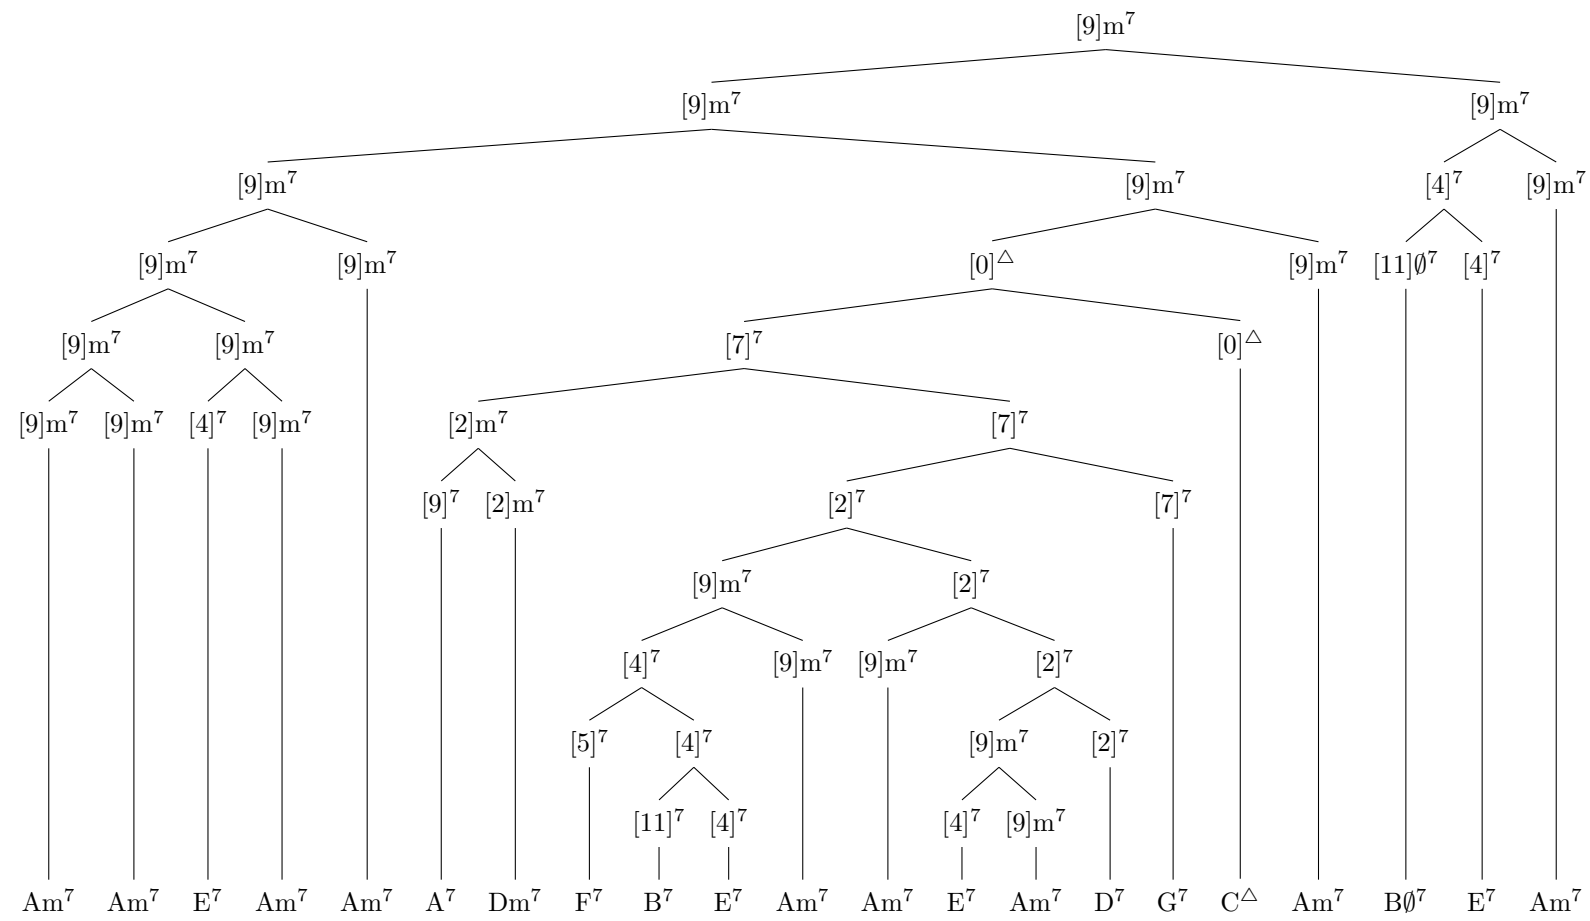 [9]m⁷
[9]m⁷ [9]m⁷
[9]m⁷ [9]m⁷ [4]⁷ [9]m⁷
[9]m⁷ [9]m⁷ [0]△ [9]m⁷ [11]∅⁷ [4]⁷
[9]m⁷ [9]m⁷ [7]⁷ [0]△
[9]m⁷ [9]m⁷ [4]⁷ [9]m⁷ [2]m⁷ [7]⁷
[9]⁷ [2]m⁷ [2]⁷ [7]⁷
[9]m⁷ [2]⁷
[4]⁷ [9]m⁷ [9]m⁷ [2]⁷
[5]⁷ [4]⁷ [9]m⁷ [2]⁷
[11]⁷ [4]⁷ [4]⁷ [9]m⁷
Am⁷ Am⁷ E⁷ Am⁷ Am⁷ A⁷ Dm⁷ F⁷ B⁷ E⁷ Am⁷ Am⁷ E⁷ Am⁷ D⁷ G⁷ C△ Am⁷ B∅⁷ E⁷ Am⁷